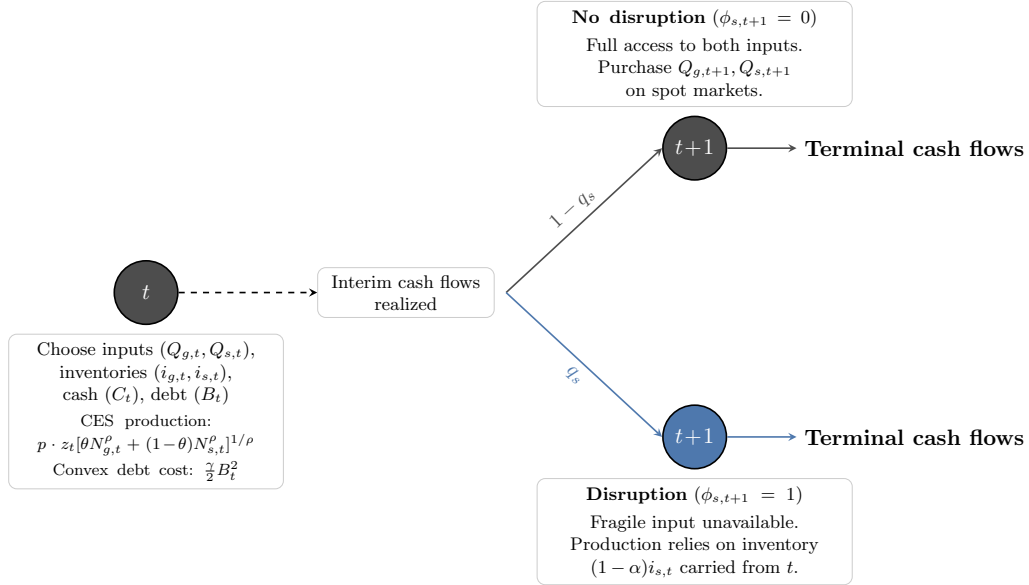 No disruption (ϕ_{s,t+1} = 0)
Full access to both inputs.
Purchase Q_{g,t+1}, Q_{s,t+1}
on spot markets.
t+1
Terminal cash flows
1 − q_s
t
Interim cash flows
realized
Choose inputs (Q_{g,t}, Q_{s,t}),
inventories (i_{g,t}, i_{s,t}),
cash (C_t), debt (B_t)
CES production:
p · z_t[θN^ρ_{g,t} + (1−θ)N^ρ_{s,t}]^{1/ρ}
Convex debt cost: γ/2 B^2_t
q_s
t+1
Terminal cash flows
Disruption (ϕ_{s,t+1} = 1)
Fragile input unavailable.
Production relies on inventory
(1 − α)i_{s,t} carried from t.